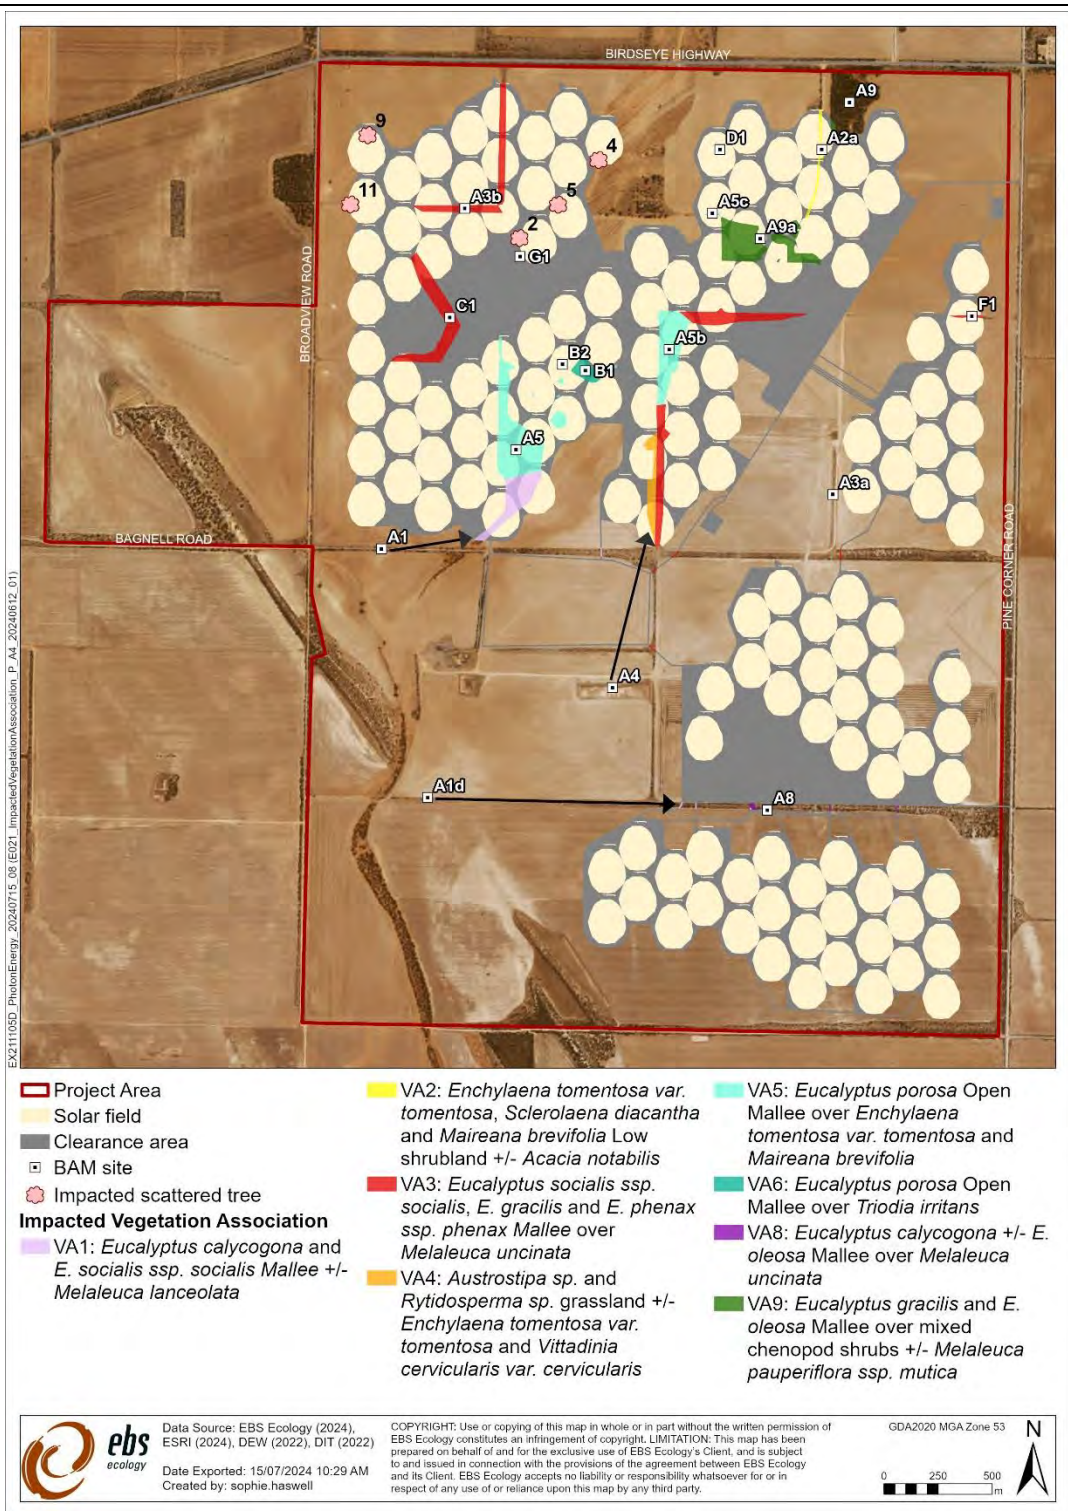 BIRDSEYE HIGHWAY
A9
9
D1
A2a
4
11
A3b
5
A5c
2
A9a
G1
BROADVIEW ROAD
C1
F1
A5b
B2
B1
A5
A3a
A1
BAGNELL ROAD
PINE CORNER ROAD
A4
A1d
A8
EX211105D_PhotonEnergy_20240715_08 (E021_ImpactedVegetationAssociation_P_A4_20240612_01)
Project Area
Solar field
Clearance area
BAM site
Impacted scattered tree
Impacted Vegetation Association
VA1: Eucalyptus calycogona and
E. socialis ssp. socialis Mallee +/-
Melaleuca lanceolata
VA2: Enchylaena tomentosa var.
tomentosa, Sclerolaena diacantha
and Maireana brevifolia Low
shrubland +/- Acacia notabilis
VA3: Eucalyptus socialis ssp.
socialis, E. gracilis and E. phenax
ssp. phenax Mallee over
Melaleuca uncinata
VA4: Austrostipa sp. and
Rytidosperma sp. grassland +/-
Enchylaena tomentosa var.
tomentosa and Vittadinia
cervicularis var. cervicularis
VA5: Eucalyptus porosa Open
Mallee over Enchylaena
tomentosa var. tomentosa and
Maireana brevifolia
VA6: Eucalyptus porosa Open
Mallee over Triodia irritans
VA8: Eucalyptus calycogona +/- E.
oleosa Mallee over Melaleuca
uncinata
VA9: Eucalyptus gracilis and E.
oleosa Mallee over mixed
chenopod shrubs +/- Melaleuca
pauperiflora ssp. mutica
ebs
ecology
Data Source: EBS Ecology (2024),
ESRI (2024), DEW (2022), DIT (2022)
Date Exported: 15/07/2024 10:29 AM
Created by: sophie.haswell
COPYRIGHT: Use or copying of this map in whole or in part without the written permission of
EBS Ecology constitutes an infringement of copyright. LIMITATION: This map has been
prepared on behalf of and for the exclusive use of EBS Ecology's Client, and is subject
to and issued in connection with the provisions of the agreement between EBS Ecology
and its Client. EBS Ecology accepts no liability or responsibility whatsoever for or in
respect of any use of or reliance upon this map by any third party.
GDA2020 MGA Zone 53
N
0 250 500
m